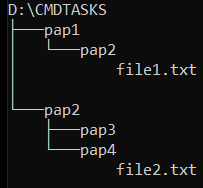 D:\CMDTASKS
├───pap1
│   └───pap2
│           file1.txt
│
└───pap2
    ├───pap3
    └───pap4
            file2.txt